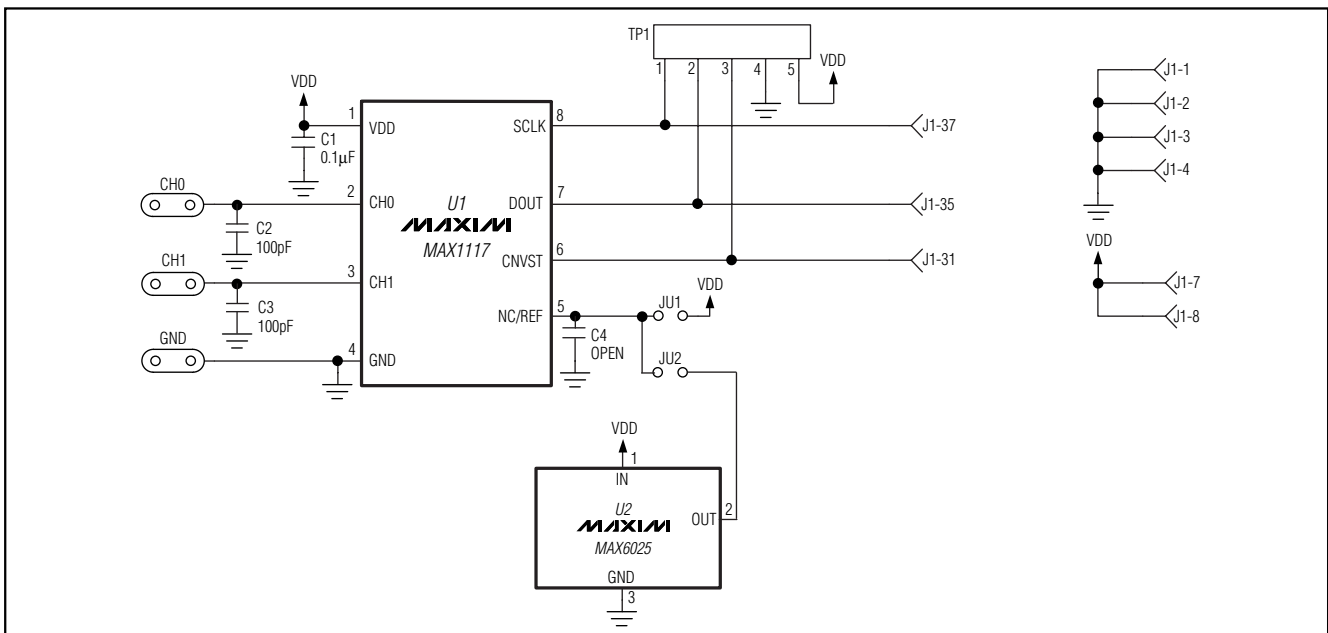 TP1
1 2 3 4 5
VDD
J1-1
J1-2
J1-3
J1-4
VDD
J1-7
J1-8
VDD
C1
0.1μF
1
VDD
SCLK
8
J1-37
CH0
2
CH0
C2
100pF
U1
MAXIM
MAX1117
DOUT
7
J1-35
CH1
3
CH1
C3
100pF
CNVST
6
J1-31
GND
4
GND
NC/REF
5
C4
OPEN
JU1
VDD
JU2
VDD
1
IN
U2
MAXIM
MAX6025
OUT
2
GND
3